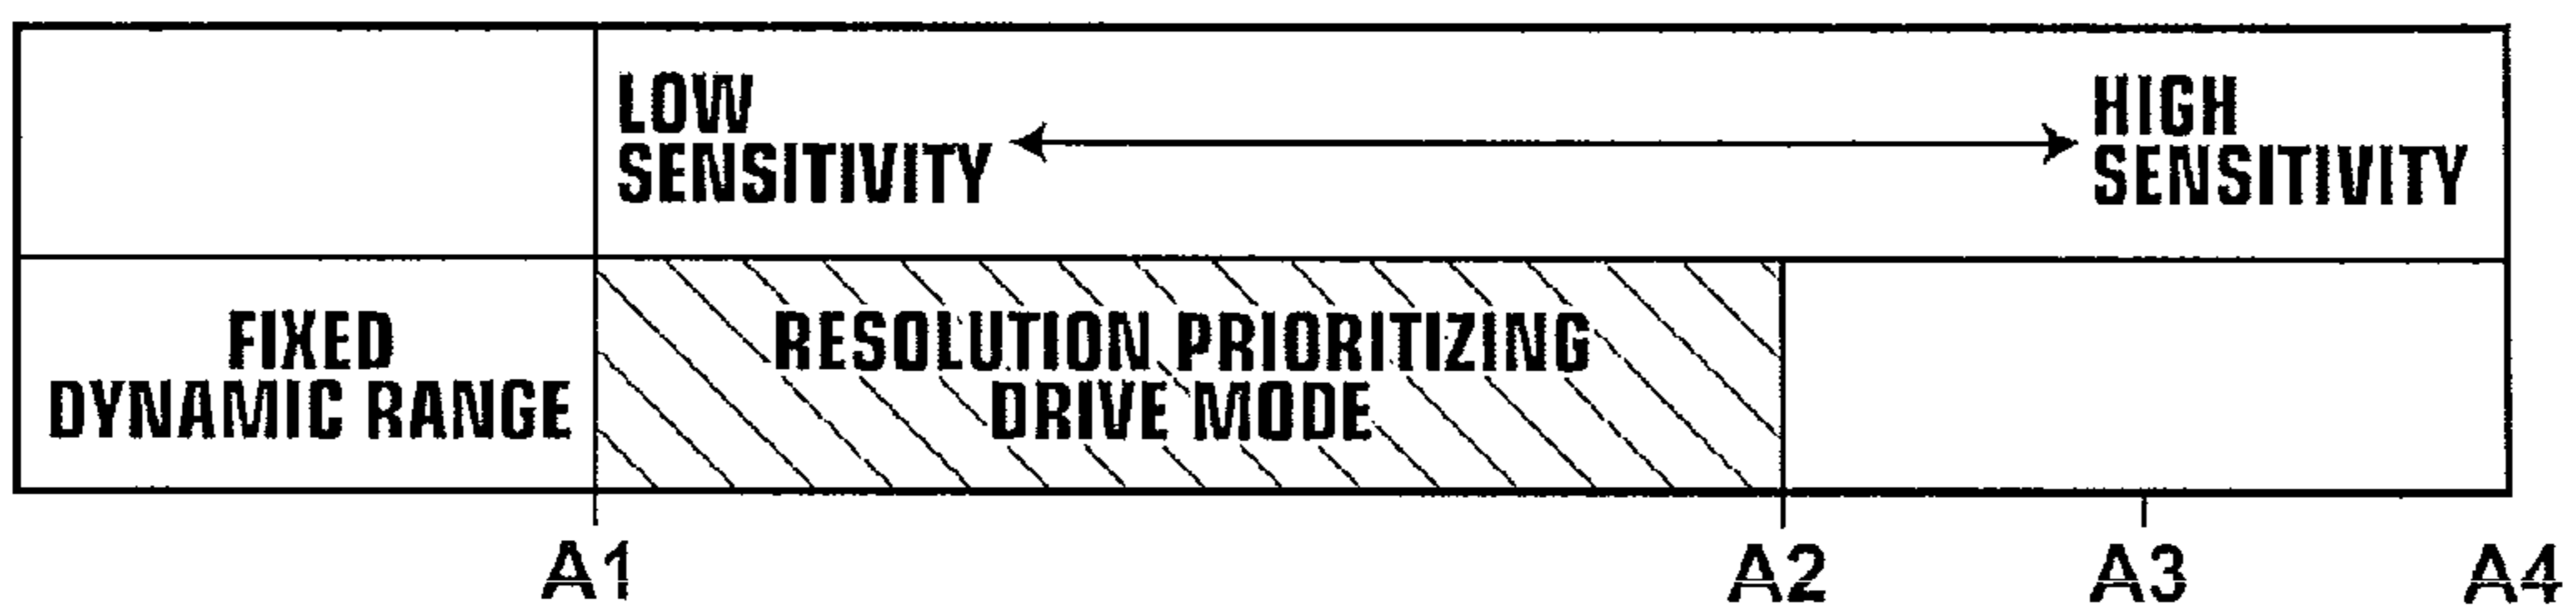 LOW
SENSITIVITY
HIGH
SENSITIVITY
FIXED
DYNAMIC RANGE
RESOLUTION PRIORITIZING
DRIVE MODE
A1
A2
A3
A4